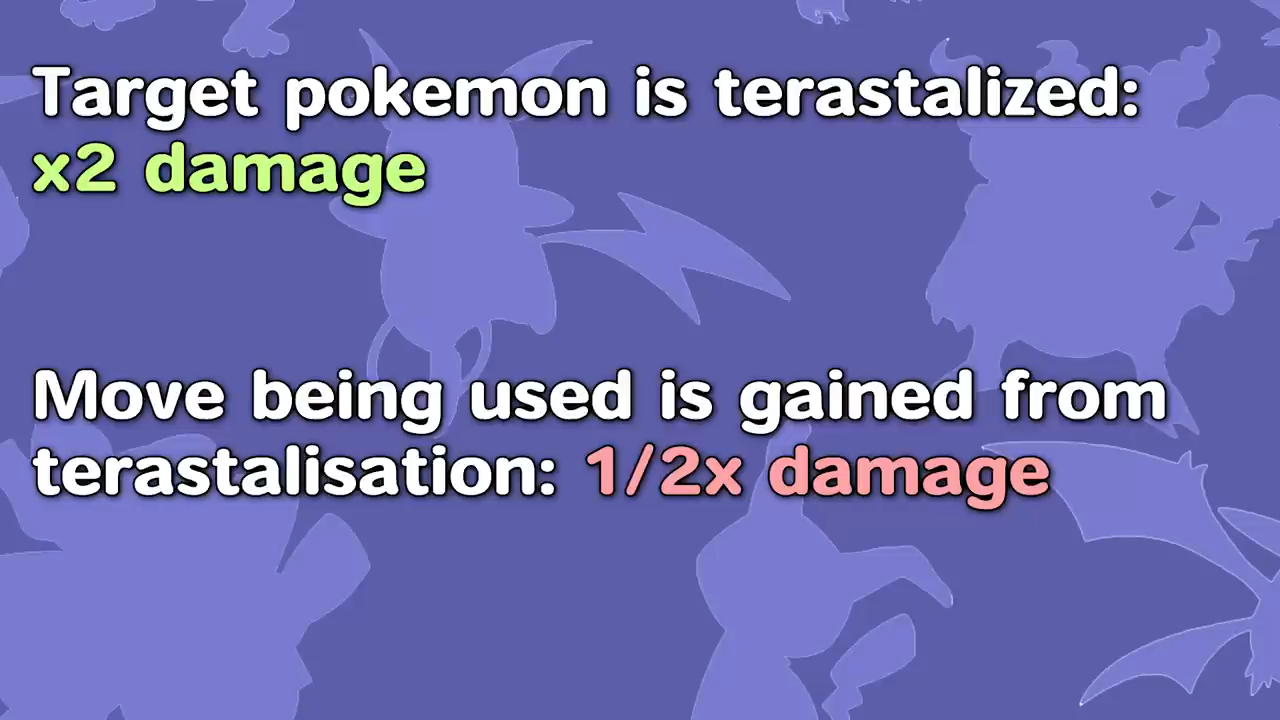 Target pokemon is terastalized:
x2 damage
Move being used is gained from
terastalisation: 1/2x damage